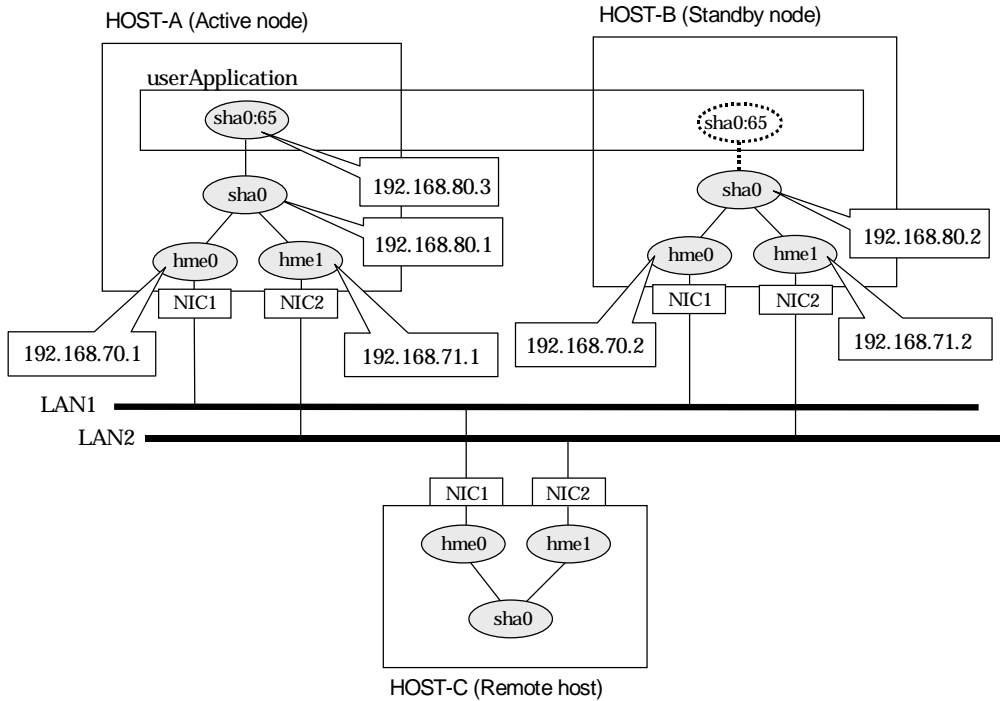 HOST-A (Active node)
HOST-B (Standby node)
userApplication
sha0:65
sha0:65
192.168.80.3
sha0
sha0
192.168.80.1
192.168.80.2
hme0
hme1
hme0
hme1
NIC1
NIC2
NIC1
NIC2
192.168.70.1
192.168.71.1
192.168.70.2
192.168.71.2
LAN1
LAN2
NIC1
NIC2
hme0
hme1
sha0
HOST-C (Remote host)